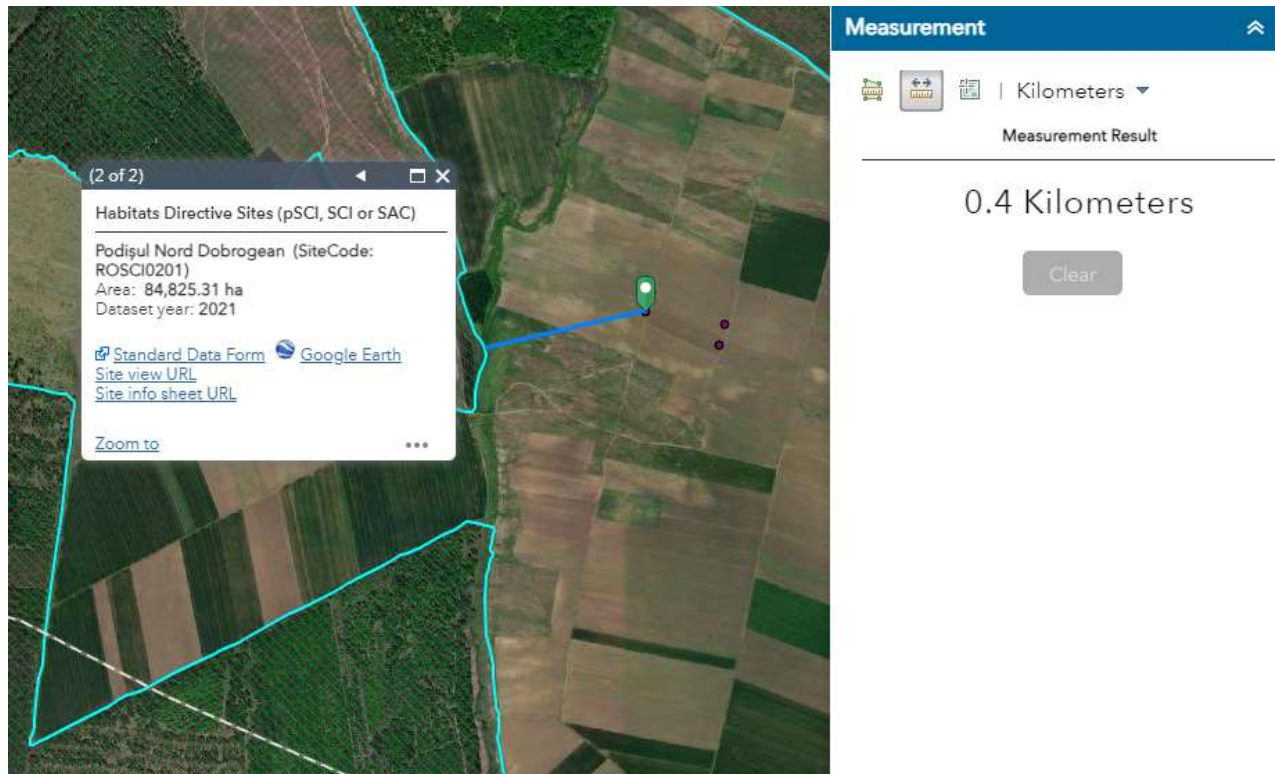 (2 of 2)
Habitats Directive Sites (pSCI, SCI or SAC)
Podişul Nord Dobrogean (SiteCode:
ROSCI0201)
Area: 84,825.31 ha
Dataset year: 2021
Standard Data Form Google Earth
Site view URL
Site info sheet URL
Zoom to
Measurement
Kilometers
Measurement Result
0.4 Kilometers
Clear